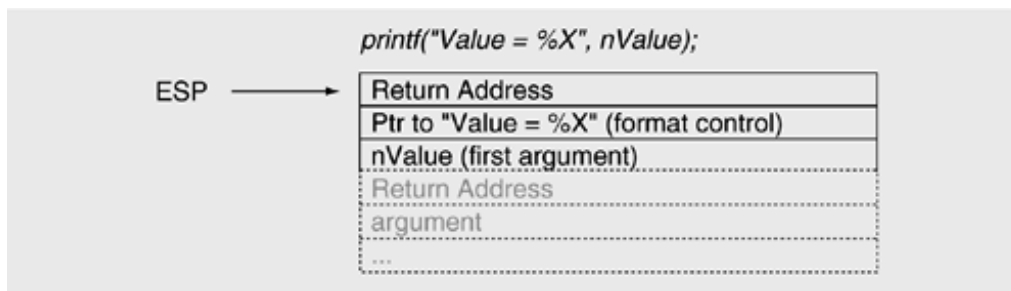 printf("Value = %X", nValue);
ESP
Return Address
Ptr to "Value = %X" (format control)
nValue (first argument)
Return Address
argument
...